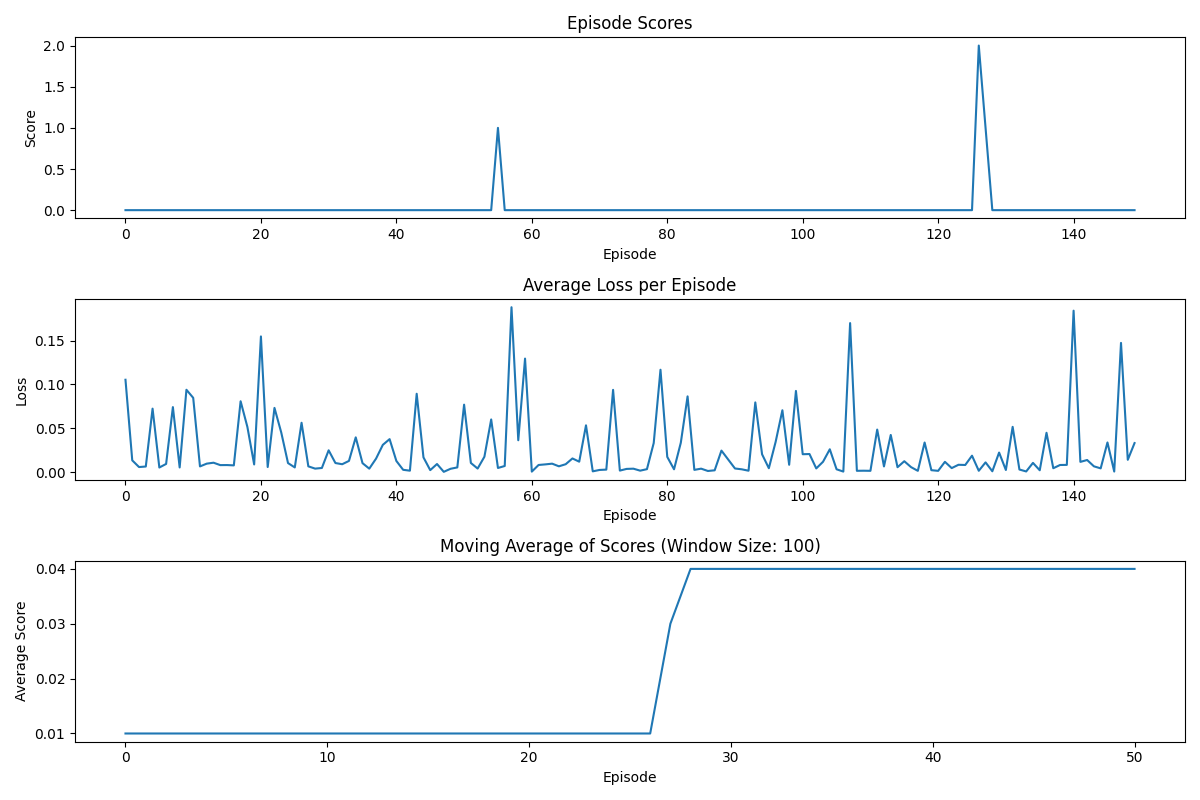 Episode Scores
2.0
1.5
1.0
0.5
0.0
Score
0 20 40 60 80 100 120 140
Episode
Average Loss per Episode
0.15
0.10
0.05
0.00
Loss
0 20 40 60 80 100 120 140
Episode
Moving Average of Scores (Window Size: 100)
0.04
0.03
0.02
0.01
Average Score
0 10 20 30 40 50
Episode